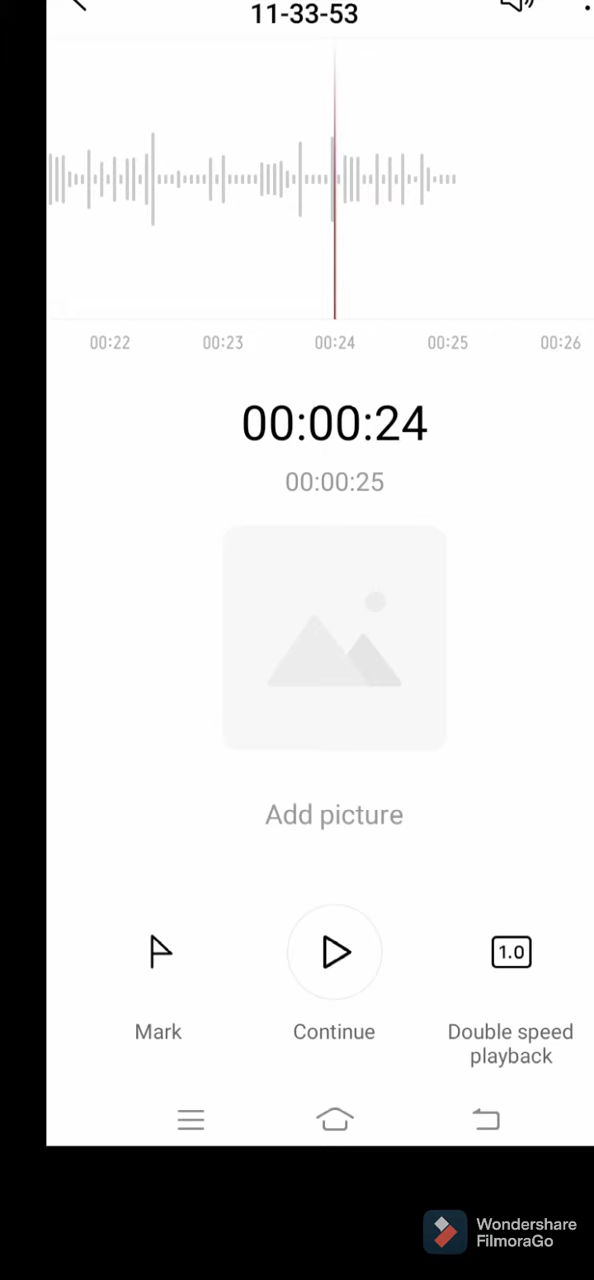 11-33-53
00:22 00:23 00:24 00:25 00:26
00:00:24
00:00:25
Add picture
1.0
Mark Continue Double speed
playback
Wondershare
FilmoraGo